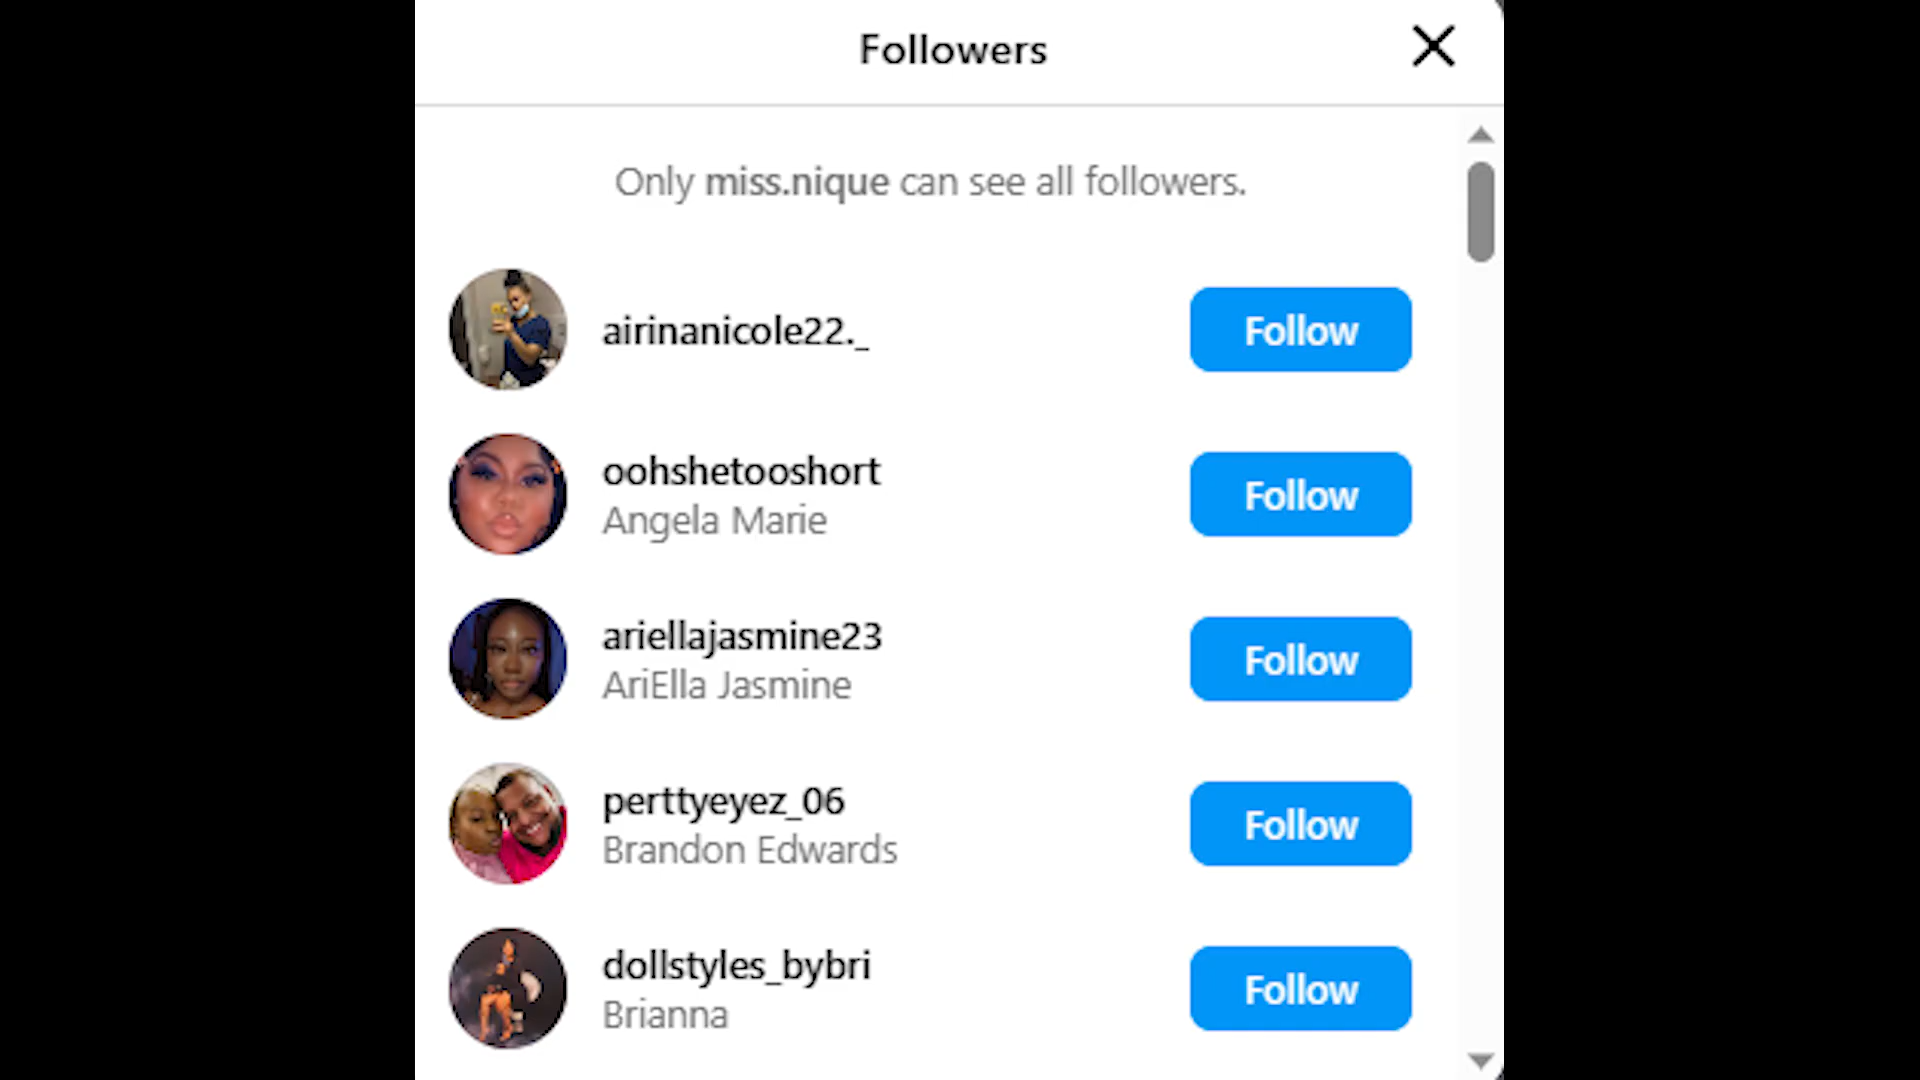 Followers
Only miss.nique can see all followers.
airinanicole22._
Follow
oohshetooshort
Angela Marie
Follow
ariellajasmine23
AriElla Jasmine
Follow
perttyeyez_06
Brandon Edwards
Follow
dollstyles_bybri
Brianna
Follow